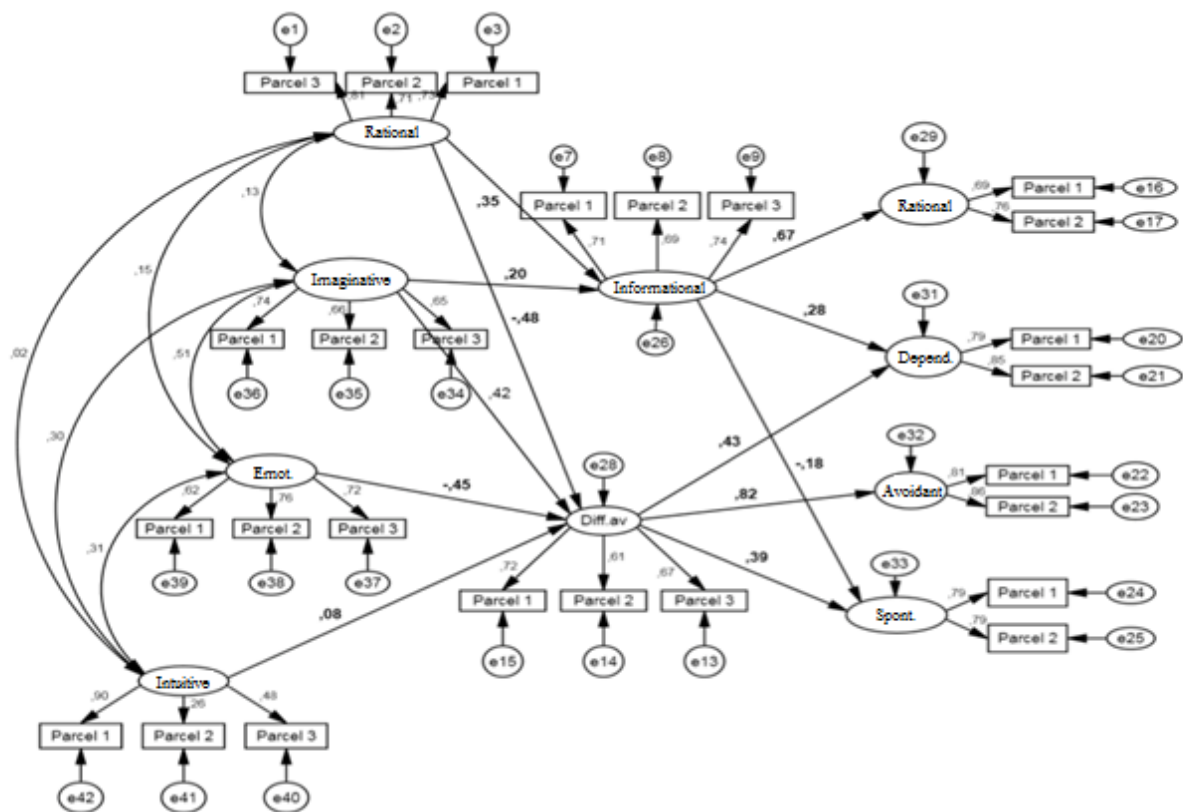 e1 e2 e3
Parcel 3 Parcel 2 Parcel 1
,81 ,71 ,73
Rational
e7 e8 e9
e29
,13 ,35
Parcel 1 Parcel 2 Parcel 3
Rational ,69 Parcel 1 e16
,76 Parcel 2 e17
,71 ,69 ,74 ,67
,15
Imaginative ,20 Informational
,74 ,66 ,65 -,48
e31
,28
Parcel 1 Parcel 2 Parcel 3
e26
,79 Parcel 1 e20
Depend.
,85 Parcel 2 e21
,02 ,51
e36 e35 e34
,42
,30
,43 -,18
e32
Emot. -,45
e28
,82
Avoidant ,81 Parcel 1 e22
,86 Parcel 2 e23
,62 ,76 ,72
Parcel 1 Parcel 2 Parcel 3
Diff.av
,31
,39
e33
e39 e38 e37
,72 ,61 ,67
,79 Parcel 1 e24
Parcel 1 Parcel 2 Parcel 3
,08
Spont.
,79 Parcel 2 e25
e15 e14 e13
Intuitive
,90 ,26 ,48
Parcel 1 Parcel 2 Parcel 3
e42 e41 e40